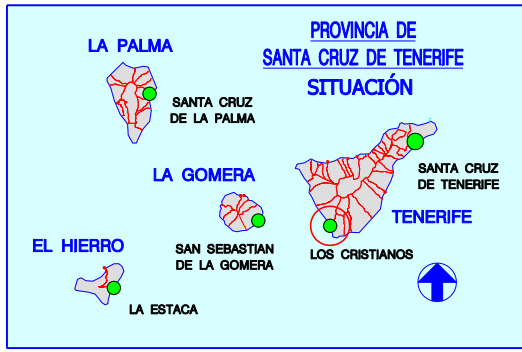 PROVINCIA DE
SANTA CRUZ DE TENERIFE
SITUACIÓN
LA PALMA
SANTA CRUZ
DE LA PALMA
LA GOMERA
SANTA CRUZ
DE TENERIFE
TENERIFE
EL HIERRO
SAN SEBASTIAN
DE LA GOMERA
LOS CRISTIANOS
LA ESTACA